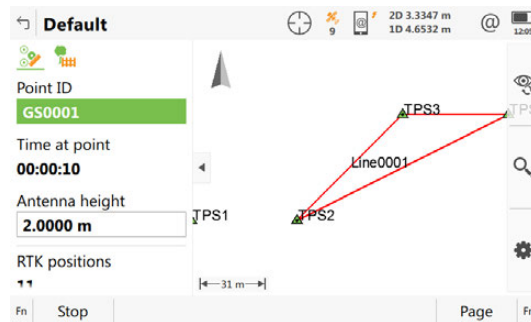 Default
9
@
2D 3.3347 m
1D 4.6532 m
@
Point ID
GS0001
Time at point
00:00:10
Antenna height
2.0000 m
RTK positions
TPS3
TPS
Line0001
TPS1
TPS2
31 m
Fn
Stop
Page